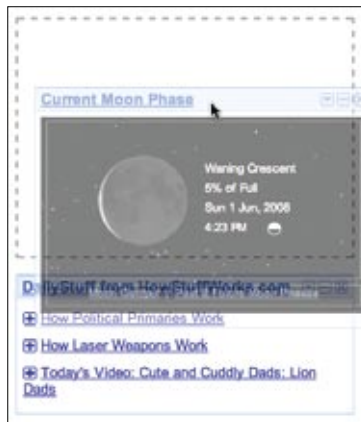 Current Moon Phase
Waning Crescent
5% of Full
Sun 1 Jun, 2008
4:23 PM
DailyStuff from HowStuffWorks.com
How Political Primaries Work
How Laser Weapons Work
Today's Video: Cute and Cuddly Dads: Lion
Dads